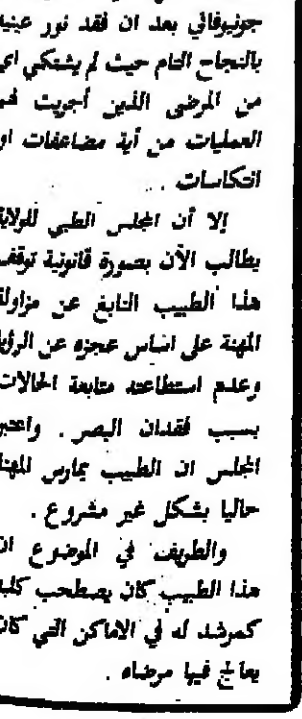 جونيوفالي بعد ان فقد نور عينيه
بالنجاح التام حيث لم يشتكي اي
من المرضى الذين أجريت لهم
العمليات من أية مضاعفات او
انتكاسات ..
إلا أن المجلس الطبي للولاية
يطالب الآن بصورة قانونية توقف
هذا الطبيب النابغ عن مزاولة
المهنة على اساس عجزه عن الرؤية
وعدم استطاعته متابعة الحالات
بسبب فقدان البصر . واعتبر
المجلس ان الطبيب يمارس المهنة
حاليا بشكل غير مشروع .
والطريف في الموضوع ان
هذا الطبيب كان يصطحب كلبه
كمرشد له في الاماكن التي كان
يعالج فيها مرضاه .